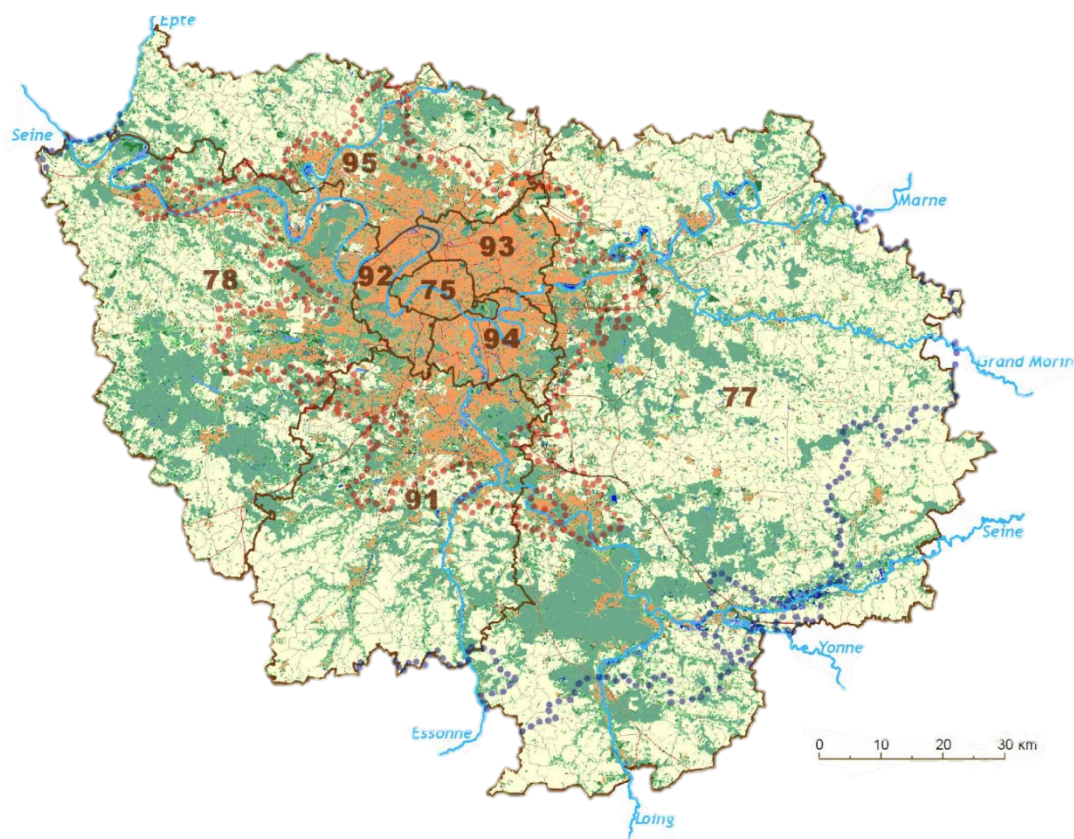 Epte
Seine
95
Marne
93
78
92
75
94
Grand Morin
77
91
Seine
Yonne
Essonne
0 10 20 30 км
Loing